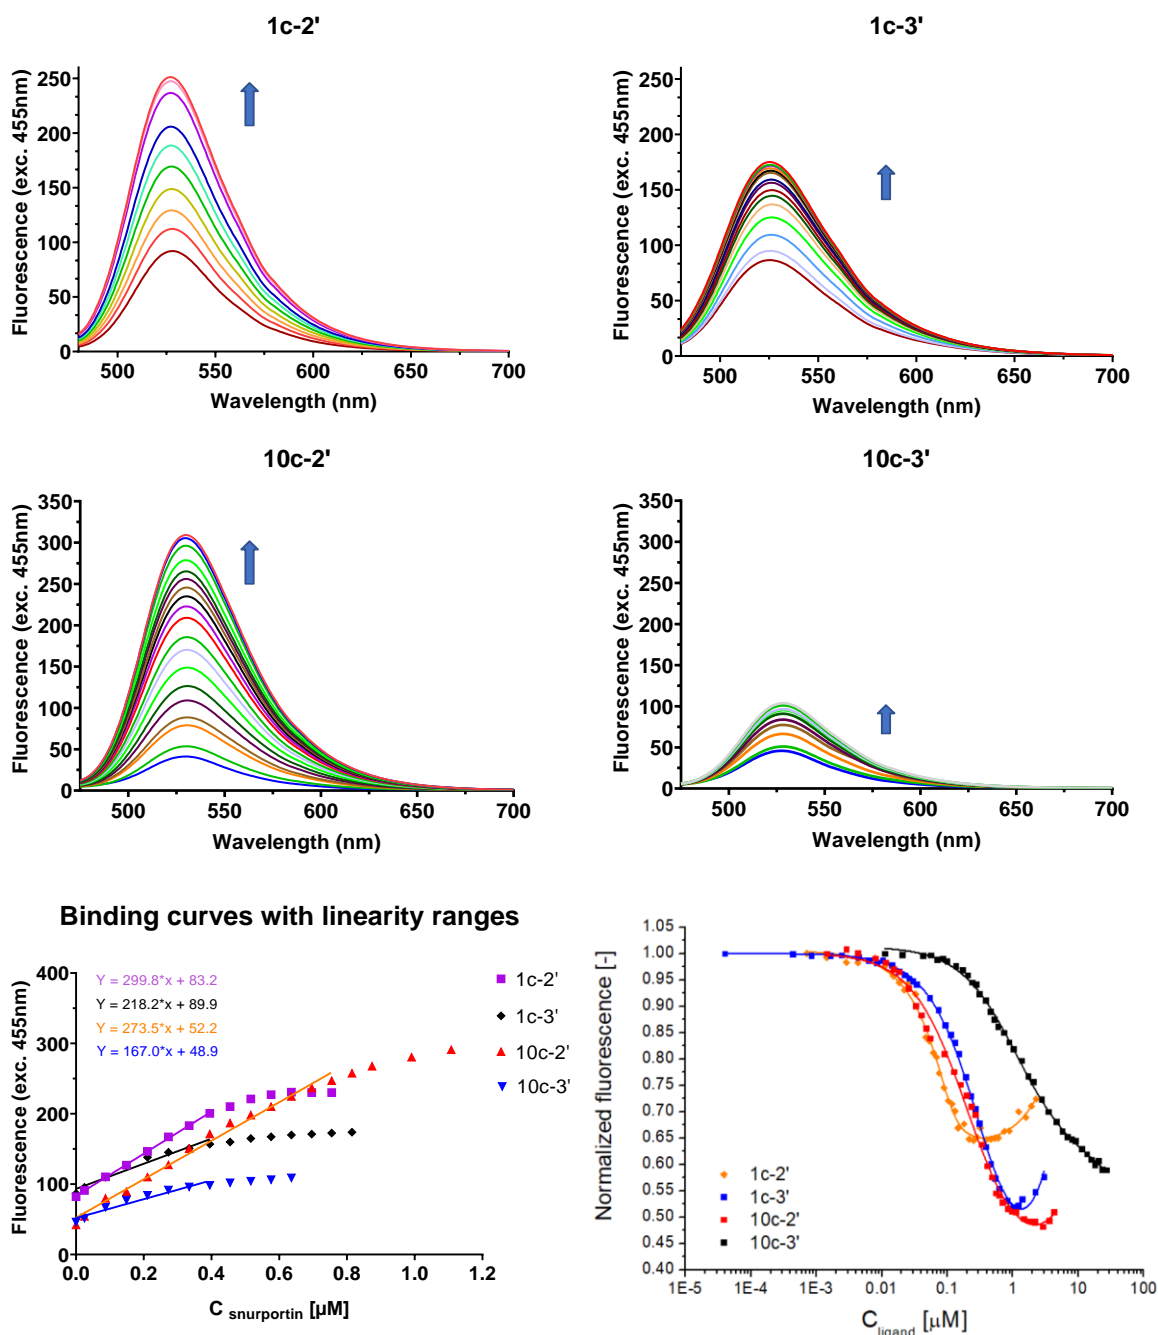 1c-2'
Fluorescence (exc. 455nm)
250
200
150
100
50
0
500 550 600 650 700
Wavelength (nm)
1c-3'
Fluorescence (exc. 455nm)
250
200
150
100
50
0
500 550 600 650 700
Wavelength (nm)
10c-2'
Fluorescence (exc. 455nm)
350
300
250
200
150
100
50
0
500 550 600 650 700
Wavelength (nm)
10c-3'
Fluorescence (exc. 455nm)
350
300
250
200
150
100
50
0
500 550 600 650 700
Wavelength (nm)
Binding curves with linearity ranges
Fluorescence (exc. 455nm)
400
300
200
100
0
Y = 299.8*x + 83.2
Y = 218.2*x + 89.9
Y = 273.5*x + 52.2
Y = 167.0*x + 48.9
1c-2'
1c-3'
10c-2'
10c-3'
0.0 0.2 0.4 0.6 0.8 1.0 1.2
C snurportin [µM]
Normalized fluorescence [-]
1.05
1.00
0.95
0.90
0.85
0.80
0.75
0.70
0.65
0.60
0.55
0.50
0.45
0.40
1c-2'
1c-3'
10c-2'
10c-3'
1E-5 1E-4 1E-3 0.01 0.1 1 10 100
C ligand [µM]